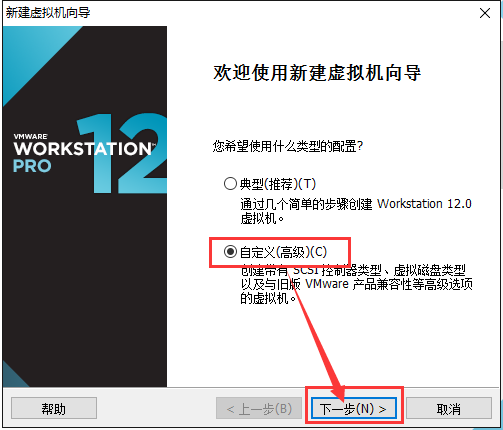 新建虚拟机向导
VMWARE
WORKSTATION™
PRO
12
欢迎使用新建虚拟机向导
您希望使用什么类型的配置?
典型(推荐)(T)
通过几个简单的步骤创建 Workstation 12.0
虚拟机。
自定义(高级)(C)
创建带有 SCSI 控制器类型、虚拟磁盘类型
以及与旧版 VMware 产品兼容性等高级选项
的虚拟机。
帮助
< 上一步(B)
下一步(N) >
取消